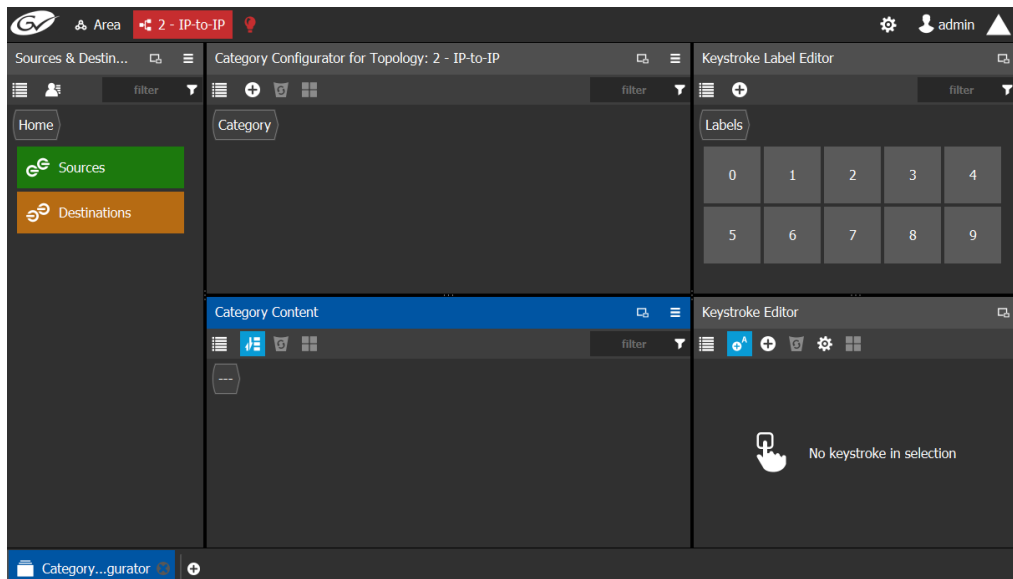 GV Area 2 - IP-to-IP admin
Sources & Destin...
filter
Home
Sources
Destinations
Category Configurator for Topology: 2 - IP-to-IP
filter
Category
Category Content
filter
---
Keystroke Label Editor
filter
Labels
0 1 2 3 4
5 6 7 8 9
Keystroke Editor
A
No keystroke in selection
Category...gurator